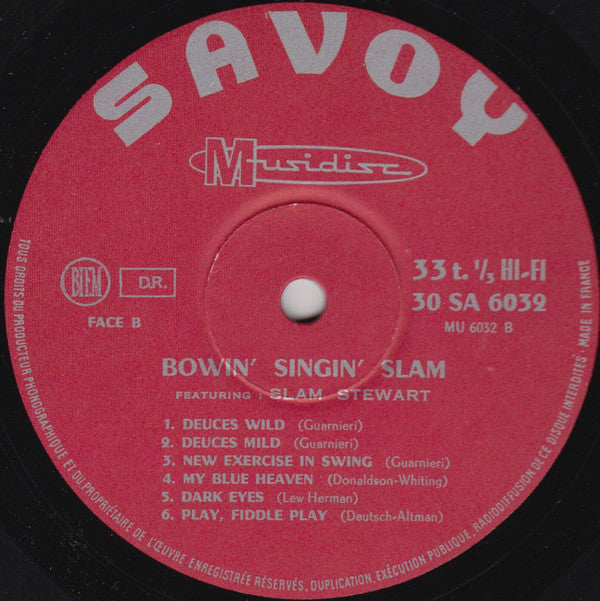 SAVOY
Musidisc
BIEM
D.R.
FACE B
33 t. 1/3 HI-FI
30 SA 6032
MU 6032 B
BOWIN' SINGIN' SLAM
FEATURING : SLAM STEWART
1. DEUCES WILD (Guarnieri)
2. DEUCES MILD (Guarnieri)
3. NEW EXERCISE IN SWING (Guarnieri)
4. MY BLUE HEAVEN (Donaldson-Whiting)
5. DARK EYES (Lew Herman)
6. PLAY, FIDDLE PLAY (Deutsch-Altman)
TOUS DROITS DU PRODUCTEUR PHONOGRAPHIQUE ET DU PROPRIÉTAIRE DE L'ŒUVRE ENREGISTRÉE RÉSERVÉS, DUPLICATION, EXÉCUTION PUBLIQUE, RADIODIFFUSION DE CE DISQUE INTERDITES. MADE IN FRANCE